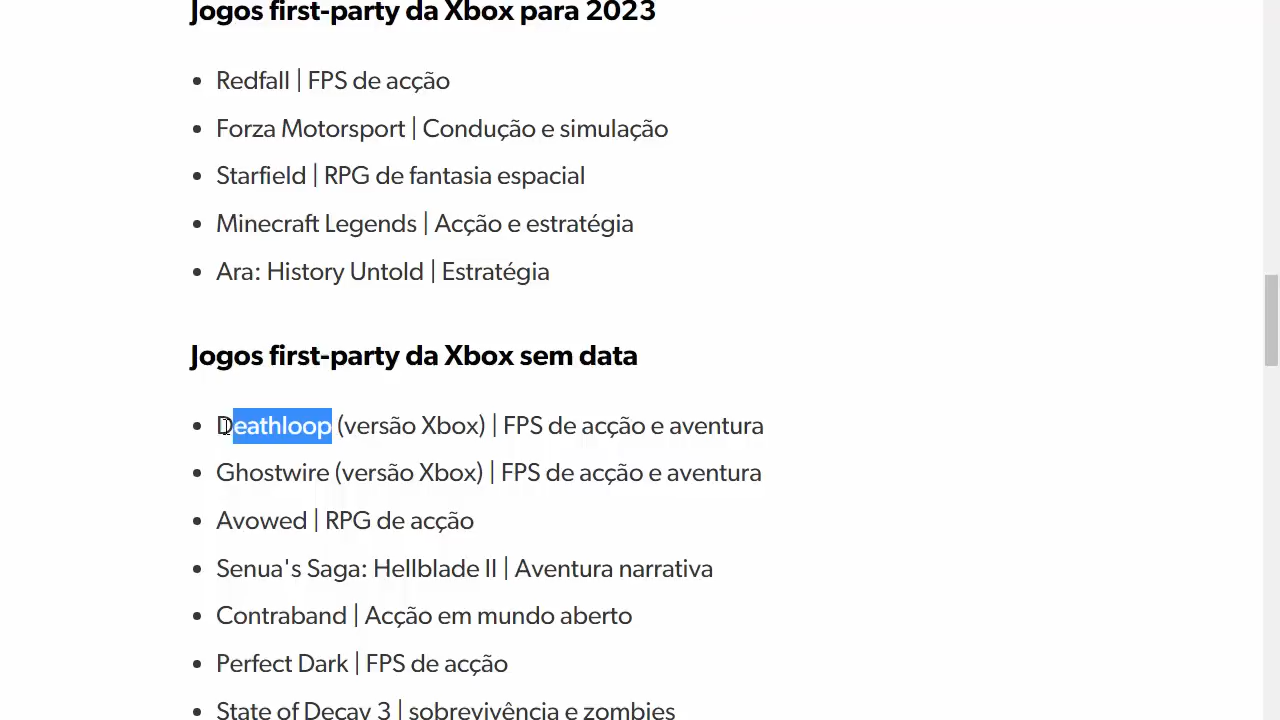 Jogos first-party da Xbox para 2023
Redfall | FPS de acção
Forza Motorsport | Condução e simulação
Starfield | RPG de fantasia espacial
Minecraft Legends | Acção e estratégia
Ara: History Untold | Estratégia
Jogos first-party da Xbox sem data
Deathloop (versão Xbox) | FPS de acção e aventura
Ghostwire (versão Xbox) | FPS de acção e aventura
Avowed | RPG de acção
Senua's Saga: Hellblade II | Aventura narrativa
Contraband | Acção em mundo aberto
Perfect Dark | FPS de acção
State of Decay 3 | sobrevivência e zombies